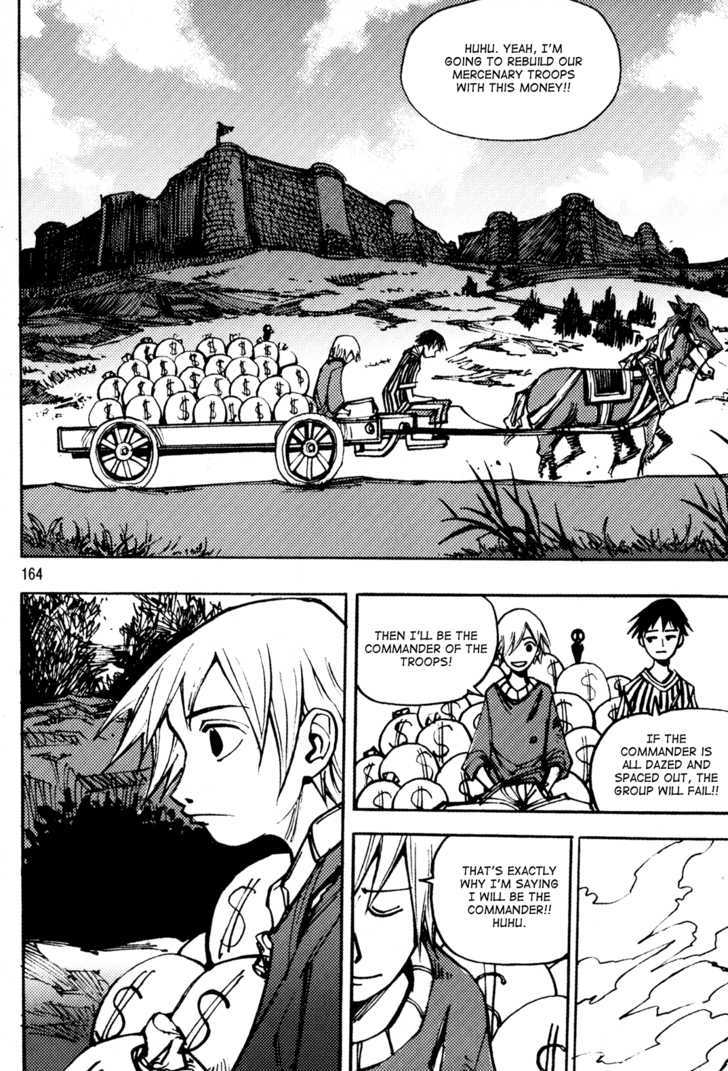 HUHU. YEAH, I'M
GOING TO REBUILD OUR
MERCENARY TROOPS
WITH THIS MONEY!!
164
THEN I'LL BE THE
COMMANDER OF THE
TROOPS!
IF THE
COMMANDER IS
ALL DAZED AND
SPACED OUT, THE
GROUP WILL FAIL!!
THAT'S EXACTLY
WHY I'M SAYING
I WILL BE THE
COMMANDER!!
HUHU.